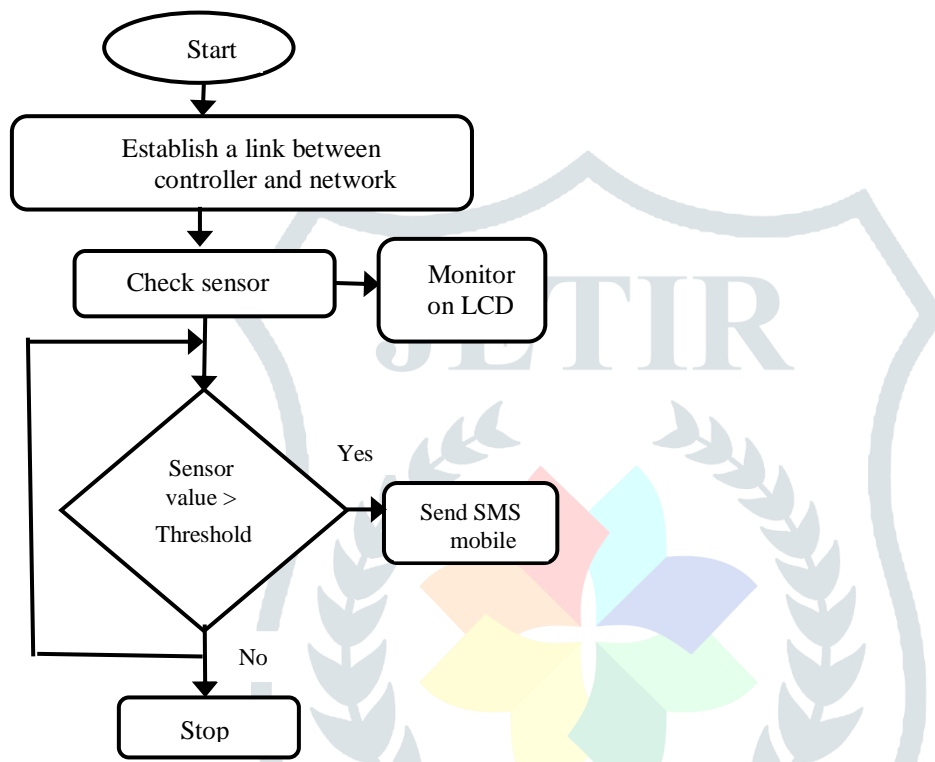 Start
Establish a link between
controller and network
Check sensor
Monitor
on LCD
JETIR
Sensor
value >
Threshold
Yes
Send SMS
mobile
No
Stop